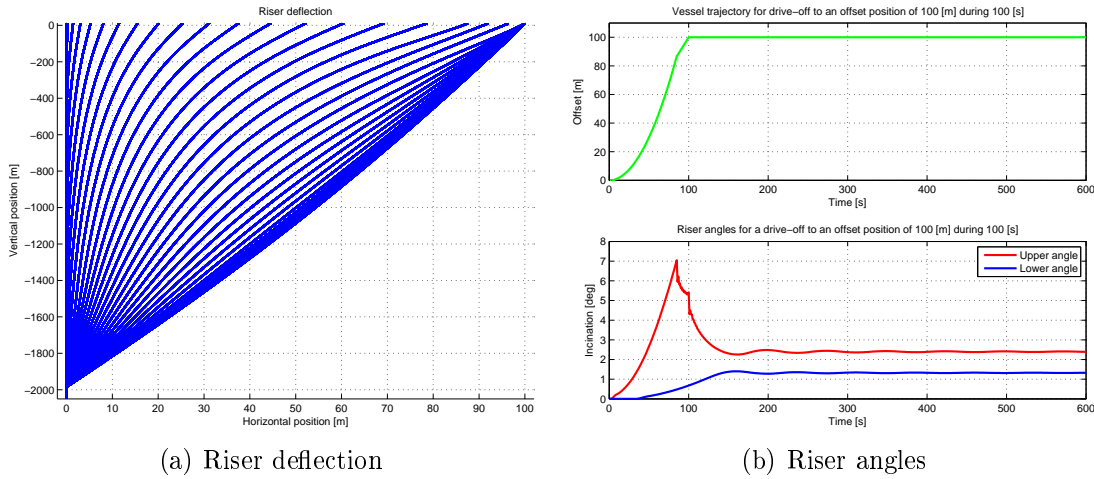 Riser deflection
0
−200
−400
−600
−800
−1000
−1200
−1400
−1600
−1800
−2000
Vertical position [m]
0 10 20 30 40 50 60 70 80 90 100
Horizontal position [m]
(a) Riser deflection
Vessel trajectory for drive−off to an offset position of 100 [m] during 100 [s]
100
80
60
40
20
0
Offset [m]
0 100 200 300 400 500 600
Time [s]
Riser angles for a drive−off to an offset position of 100 [m] during 100 [s]
8
7
6
5
4
3
2
1
0
Incination [deg]
Upper angle
Lower angle
0 100 200 300 400 500 600
Time [s]
(b) Riser angles